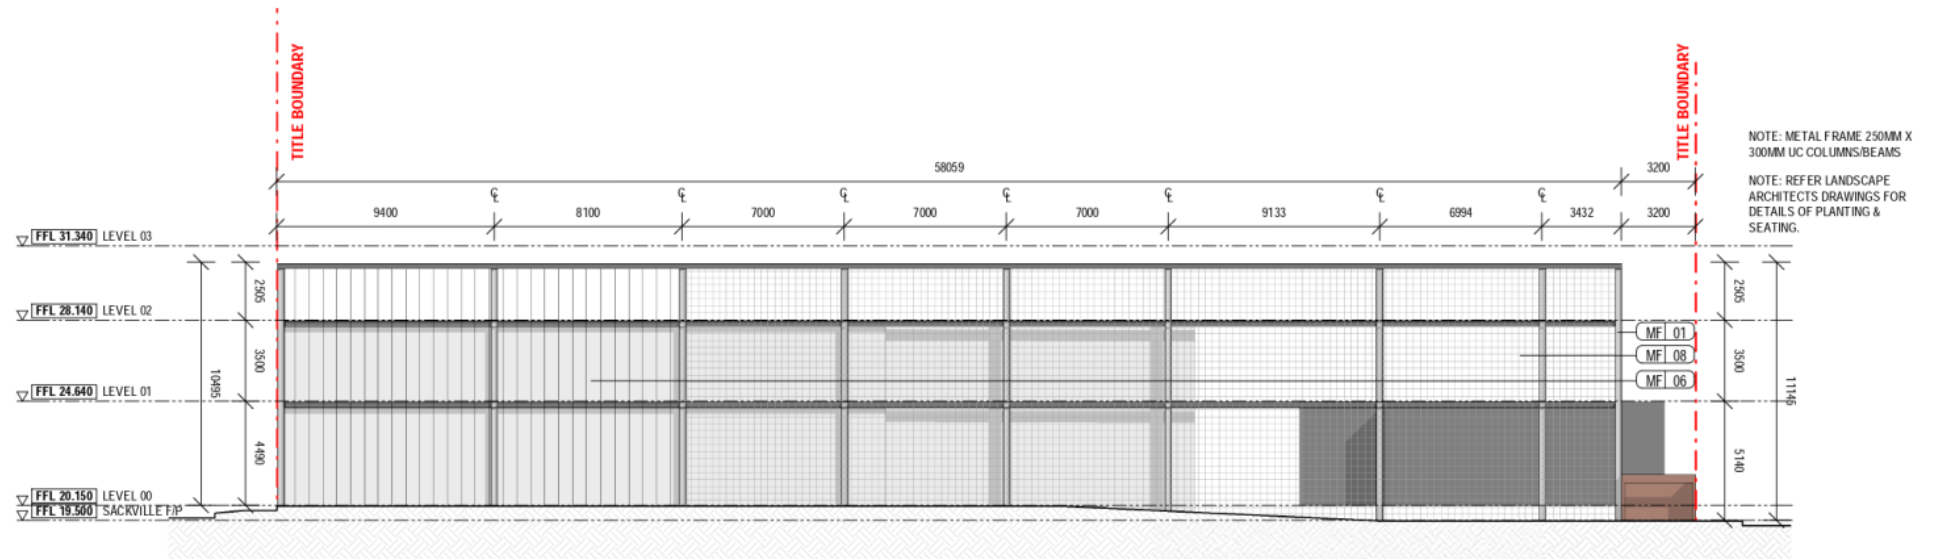 TITLE BOUNDARY
TITLE BOUNDARY
NOTE: METAL FRAME 250MM X
300MM UC COLUMNS/BEAMS
NOTE: REFER LANDSCAPE
ARCHITECTS DRAWINGS FOR
DETAILS OF PLANTING &
SEATING.
58059
3200
9400
8100
7000
7000
7000
9133
6994
3432
3200
FFL 31.340 LEVEL 03
FFL 28.140 LEVEL 02
FFL 24.640 LEVEL 01
FFL 20.150 LEVEL 00
FFL 19.500 SACKVILLE F/P
10495
2505
3500
4490
MF 01
MF 08
MF 06
2505
3500
5140
11145